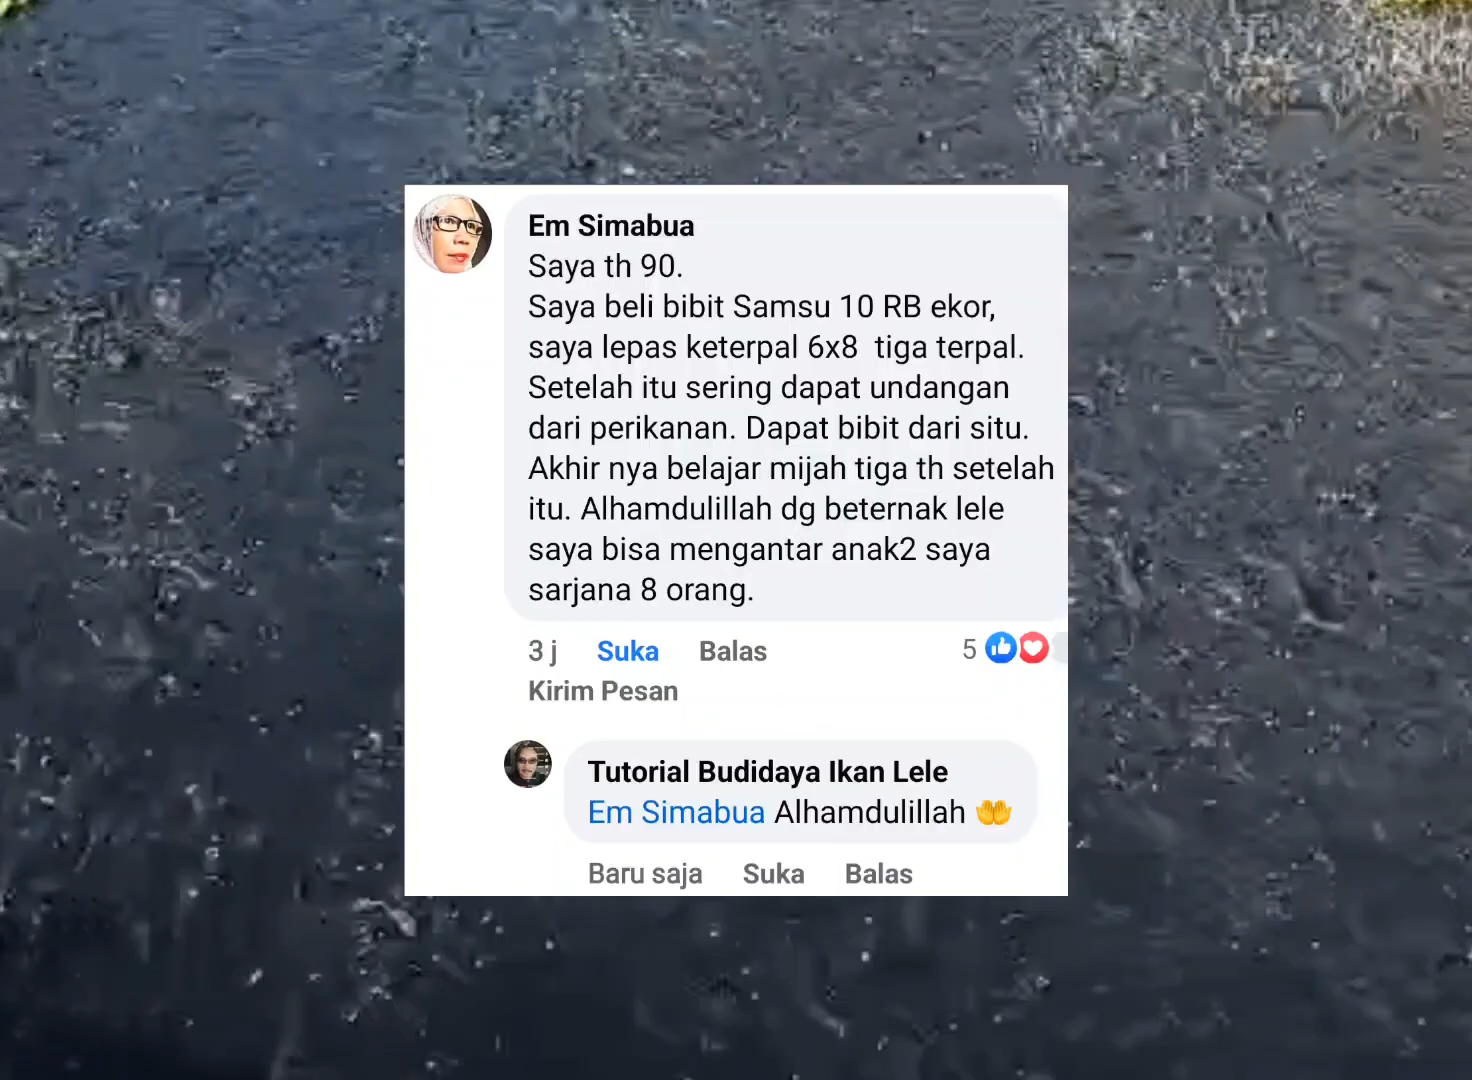 Em Simabua
Saya th 90.
Saya beli bibit Samsu 10 RB ekor,
saya lepas keterpal 6x8 tiga terpal.
Setelah itu sering dapat undangan
dari perikanan. Dapat bibit dari situ.
Akhir nya belajar mijah tiga th setelah
itu. Alhamdulillah dg beternak lele
saya bisa mengantar anak2 saya
sarjana 8 orang.
3 j Suka Balas 5
Kirim Pesan
Tutorial Budidaya Ikan Lele
Em Simabua Alhamdulillah 🤲
Baru saja Suka Balas